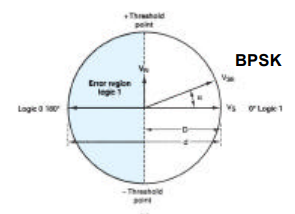 + Threshold
point
BPSK
Error region
logic 1
Logic 0 180°
0° Logic 1
D
d
- Threshold
point